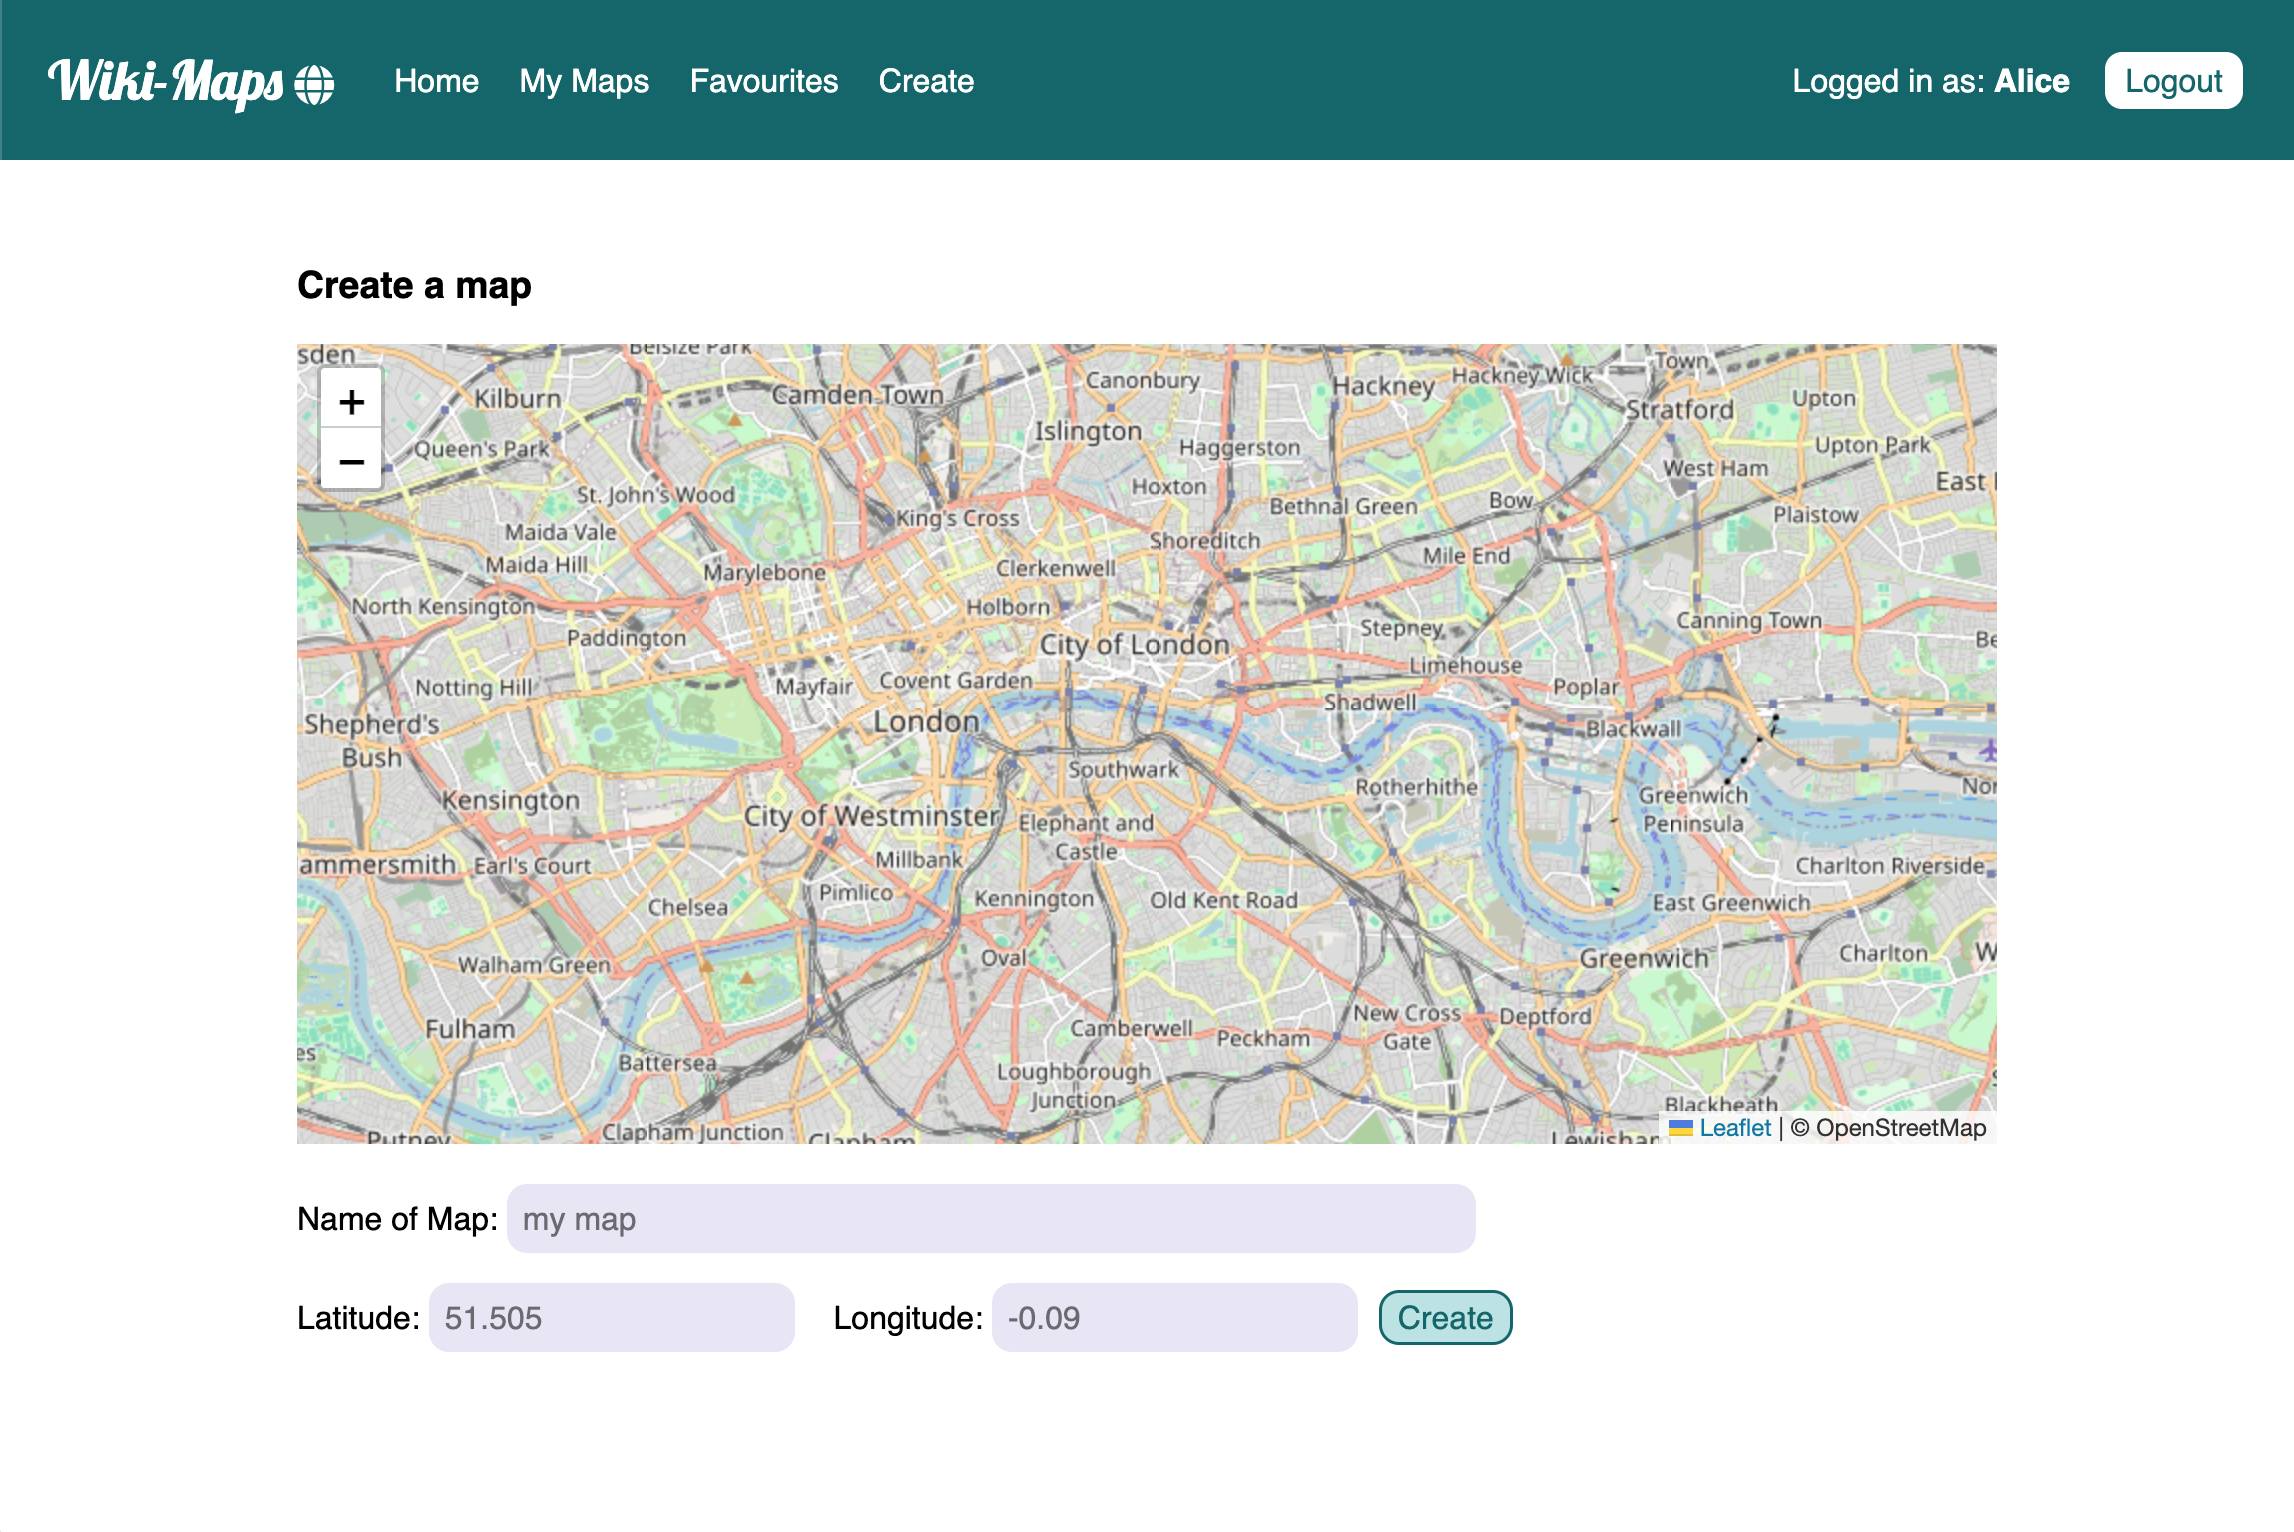 Wiki-Maps
Home My Maps Favourites Create
Logged in as: Alice Logout
Create a map
+
−
sden
Belsize Park
Kilburn
Camden Town
Canonbury
Hackney
Hackney Wick
Town
Upton
Stratford
Islington
Queen's Park
Haggerston
Upton Park
West Ham
East
St. John's Wood
Hoxton
Bethnal Green
Bow
Plaistow
Maida Vale
King's Cross
Shoreditch
Mile End
Maida Hill
Marylebone
Clerkenwell
North Kensington
Holborn
Canning Town
Paddington
City of London
Stepney
Be
Limehouse
Notting Hill
Mayfair
Covent Garden
Poplar
Shadwell
Shepherd's
Bush
London
Blackwall
Southwark
Rotherhithe
Nor
Kensington
Greenwich
Peninsula
City of Westminster
Elephant and
Castle
Millbank
ammersmith
Earl's Court
Charlton Riverside
Pimlico
Chelsea
Kennington
Old Kent Road
East Greenwich
Walham Green
Oval
Greenwich
Charlton
W
Fulham
Camberwell
Peckham
New Cross
Gate
Deptford
es
Battersea
Loughborough
Junction
Blackheath
Putney
Clapham Junction
Clapham
Lewisham
Leaflet | © OpenStreetMap
Name of Map: my map
Latitude: 51.505 Longitude: -0.09 Create